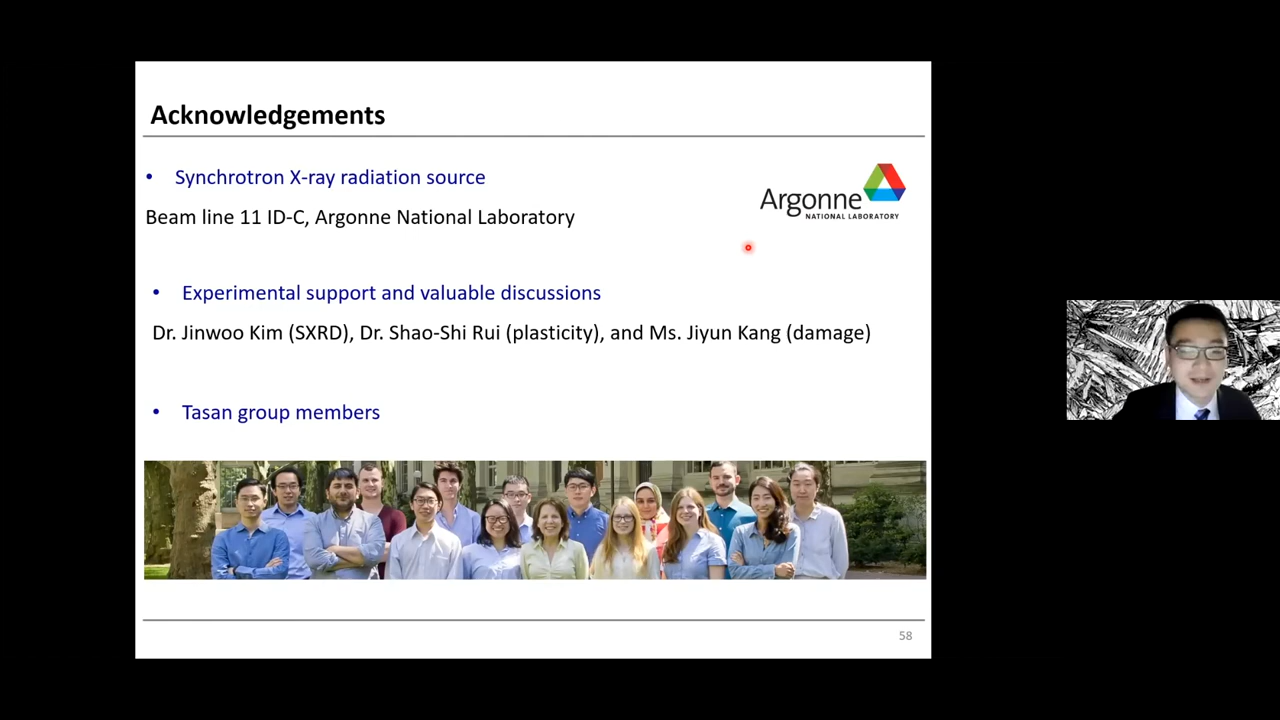 Acknowledgements
• Synchrotron X-ray radiation source
Beam line 11 ID-C, Argonne National Laboratory
Argonne
NATIONAL LABORATORY
• Experimental support and valuable discussions
Dr. Jinwoo Kim (SXRD), Dr. Shao-Shi Rui (plasticity), and Ms. Jiyun Kang (damage)
• Tasan group members
58